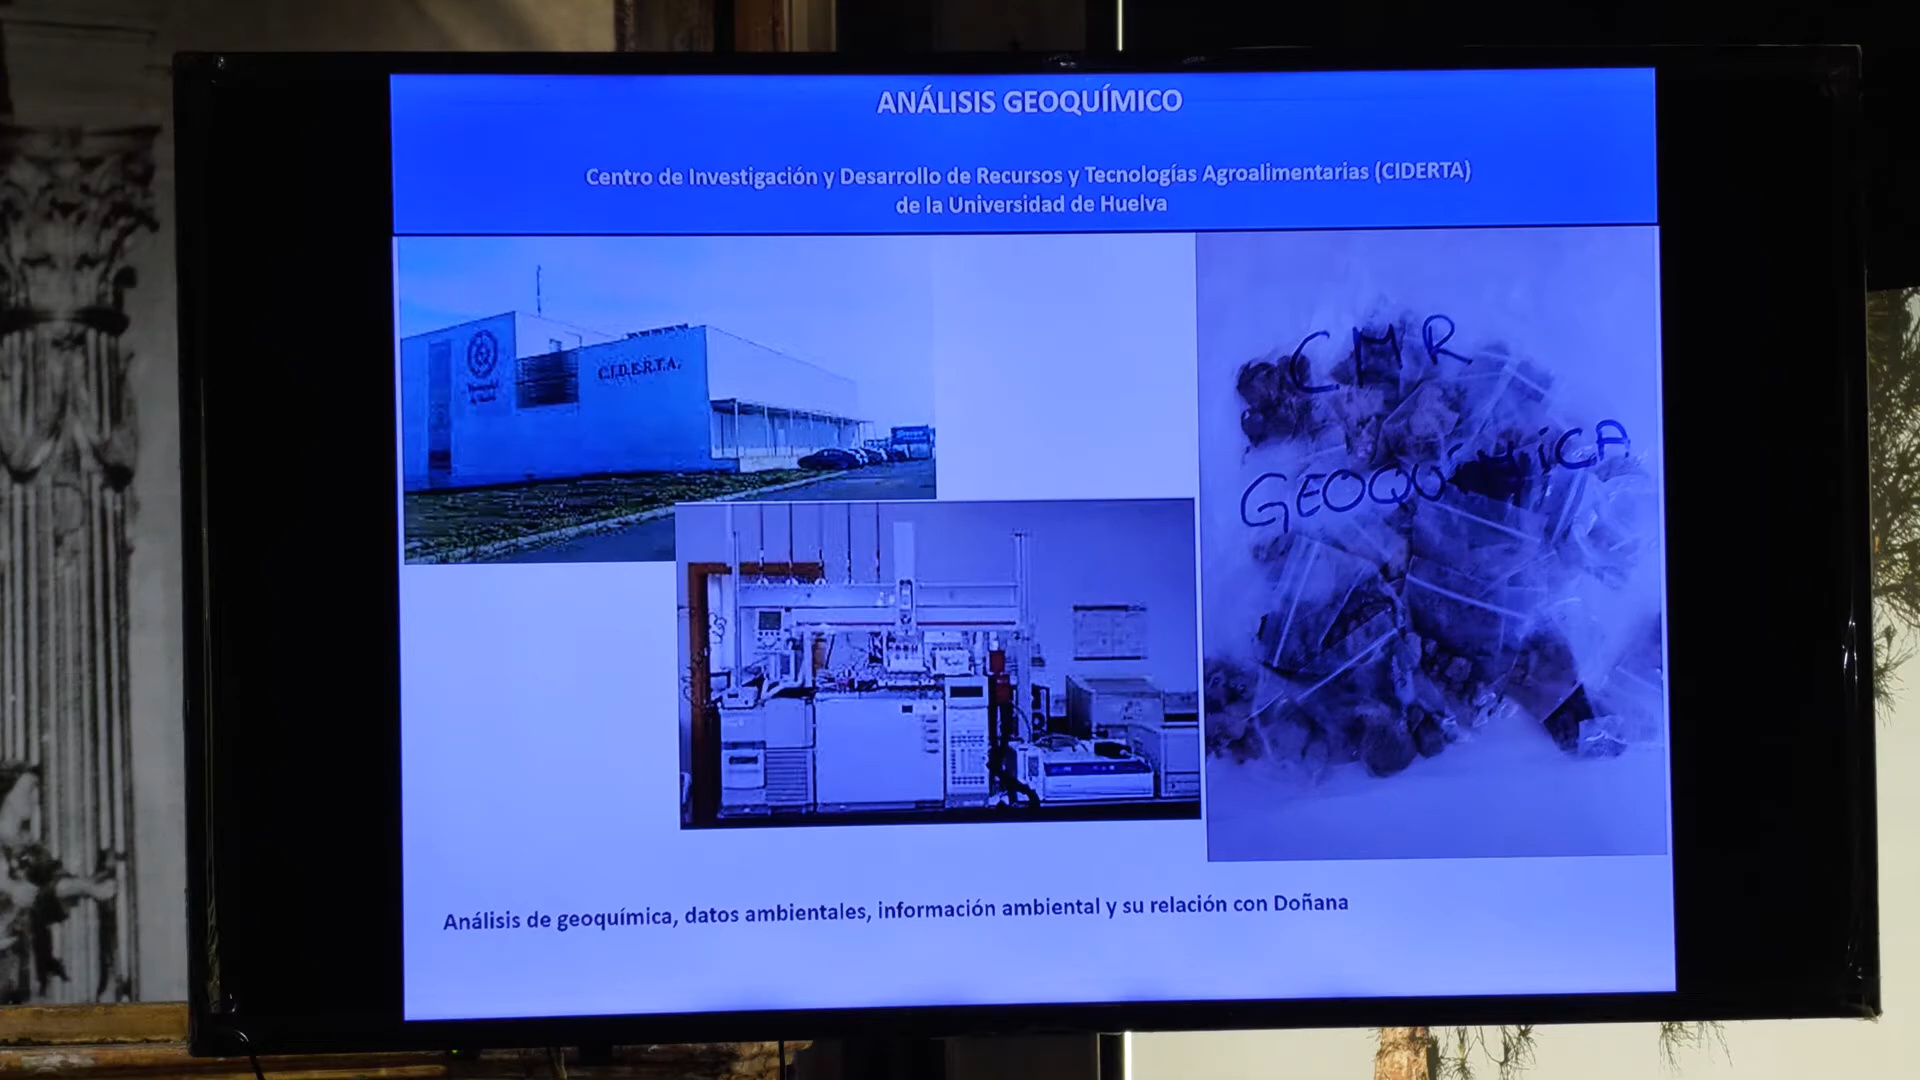 ANÁLISIS GEOQUÍMICO
Centro de Investigación y Desarrollo de Recursos y Tecnologías Agroalimentarias (CIDERTA)
de la Universidad de Huelva
C.I.D.E.R.T.A.
CMR
GEOQUÍMICA
Análisis de geoquímica, datos ambientales, información ambiental y su relación con Doñana